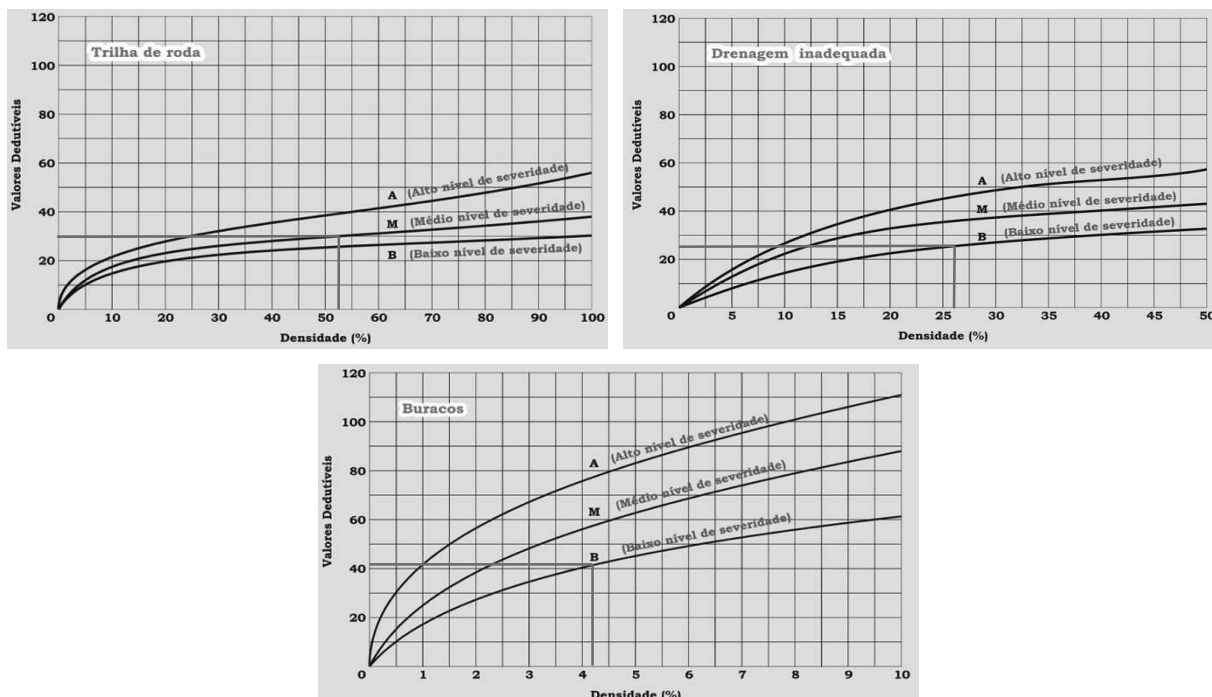 Trilha de roda
Valores Dedutíveis
120
100
80
60
40
20
0
A (Alto nível de severidade)
M (Médio nível de severidade)
B (Baixo nível de severidade)
10 20 30 40 50 60 70 80 90 100
Densidade (%)
Drenagem inadequada
Valores Dedutíveis
120
100
80
60
40
20
0
A (Alto nível de severidade)
M (Médio nível de severidade)
B (Baixo nível de severidade)
5 10 15 20 25 30 35 40 45 50
Densidade (%)
Buracos
Valores Dedutíveis
120
100
80
60
40
20
0
A (Alto nível de severidade)
M (Médio nível de severidade)
B (Baixo nível de severidade)
1 2 3 4 5 6 7 8 9 10
Densidade (%)